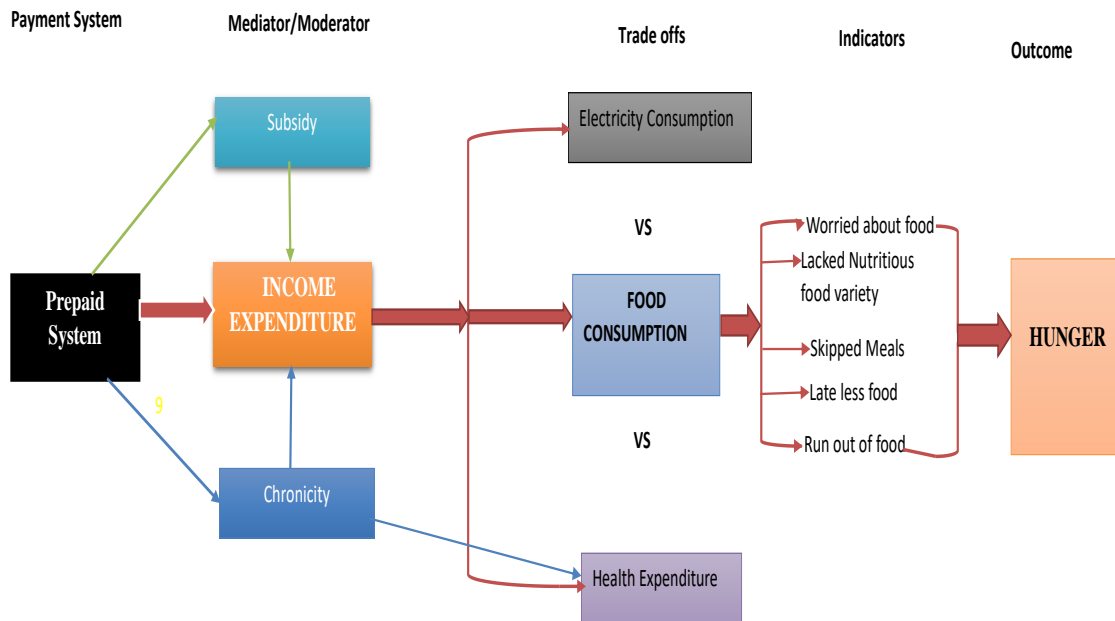 Payment System
Mediator/Moderator
Trade offs
Indicators
Outcome
Subsidy
Electricity Consumption
VS
Worried about food
Lacked Nutritious
food variety
Prepaid
System
INCOME
EXPENDITURE
FOOD
CONSUMPTION
Skipped Meals
HUNGER
Late less food
9
VS
Run out of food
Chronicity
Health Expenditure